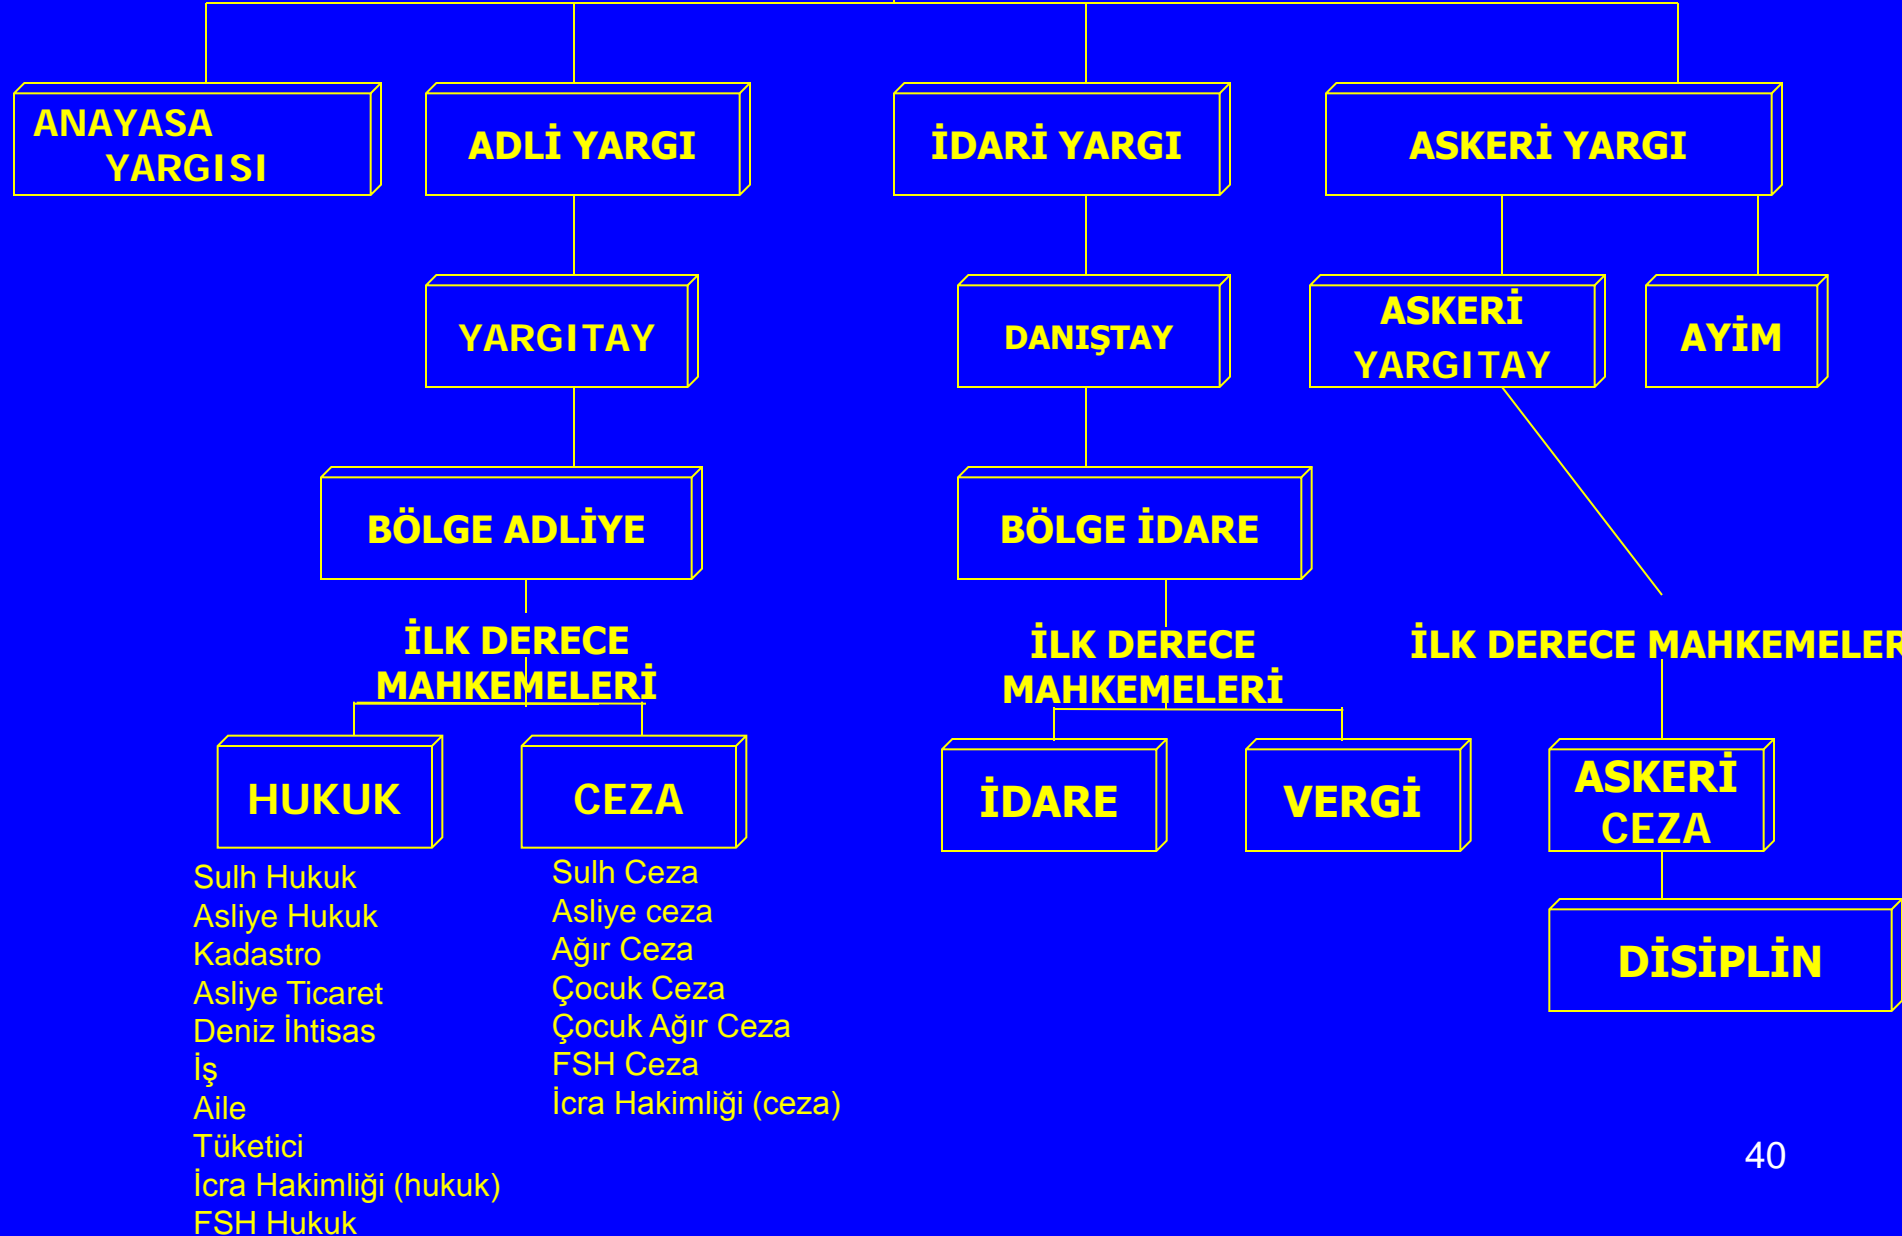 ANAYASA
YARGISI
ADLİ YARGI
İDARİ YARGI
ASKERİ YARGI
YARGITAY
DANIŞTAY
ASKERİ
YARGITAY
AYİM
BÖLGE ADLİYE
BÖLGE İDARE
İLK DERECE
MAHKEMELERİ
İLK DERECE
MAHKEMELERİ
İLK DERECE MAHKEMELER
HUKUK
CEZA
İDARE
VERGİ
ASKERİ
CEZA
DİSİPLİN
Sulh Hukuk
Asliye Hukuk
Kadastro
Asliye Ticaret
Deniz İhtisas
İş
Aile
Tüketici
İcra Hakimliği (hukuk)
FSH Hukuk
Sulh Ceza
Asliye ceza
Ağır Ceza
Çocuk Ceza
Çocuk Ağır Ceza
FSH Ceza
İcra Hakimliği (ceza)
40